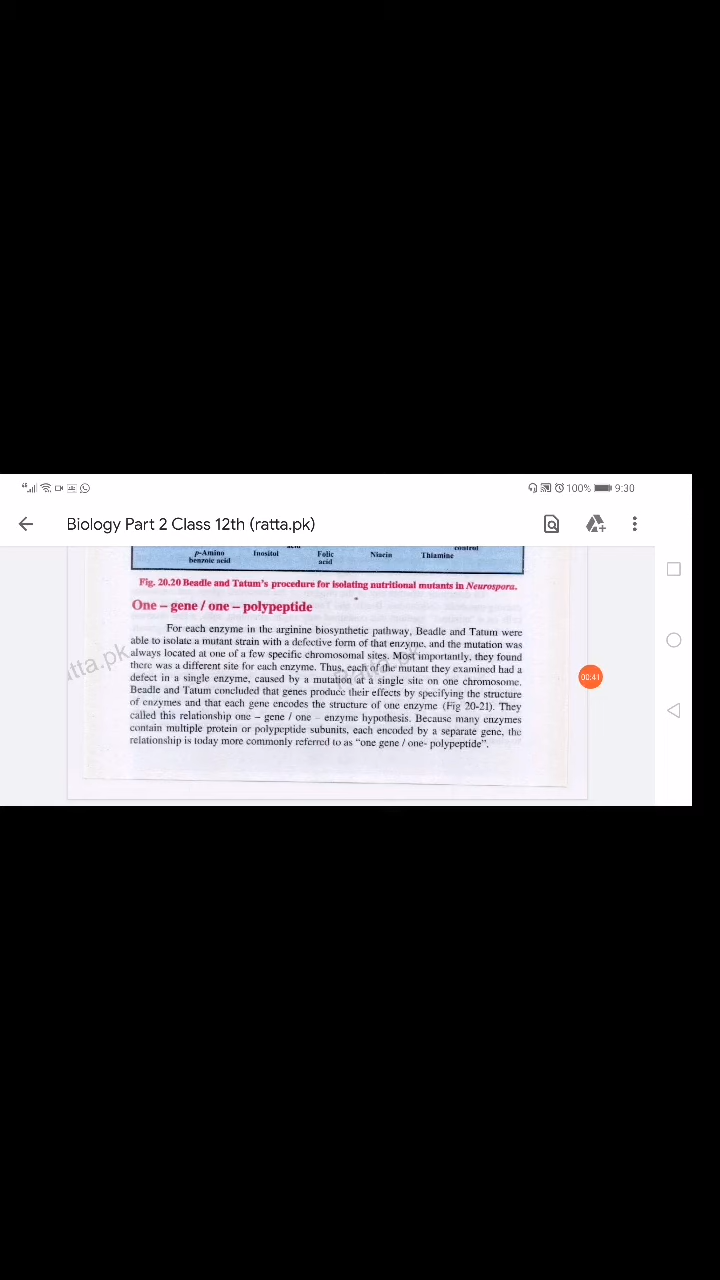 100% 9:30
Biology Part 2 Class 12th (ratta.pk)
control
p-Amino Inositol Folic Niacin Thiamine
benzoic acid acid
Fig. 20.20 Beadle and Tatum's procedure for isolating nutritional mutants in Neurospora.
One – gene / one – polypeptide
For each enzyme in the arginine biosynthetic pathway, Beadle and Tatum were
able to isolate a mutant strain with a defective form of that enzyme, and the mutation was
always located at one of a few specific chromosomal sites. Most importantly, they found
there was a different site for each enzyme. Thus, each of the mutant they examined had a
defect in a single enzyme, caused by a mutation at a single site on one chromosome.
Beadle and Tatum concluded that genes produce their effects by specifying the structure
of enzymes and that each gene encodes the structure of one enzyme (Fig 20-21). They
called this relationship one – gene / one – enzyme hypothesis. Because many enzymes
contain multiple protein or polypeptide subunits, each encoded by a separate gene, the
relationship is today more commonly referred to as “one gene / one- polypeptide”.
00:41